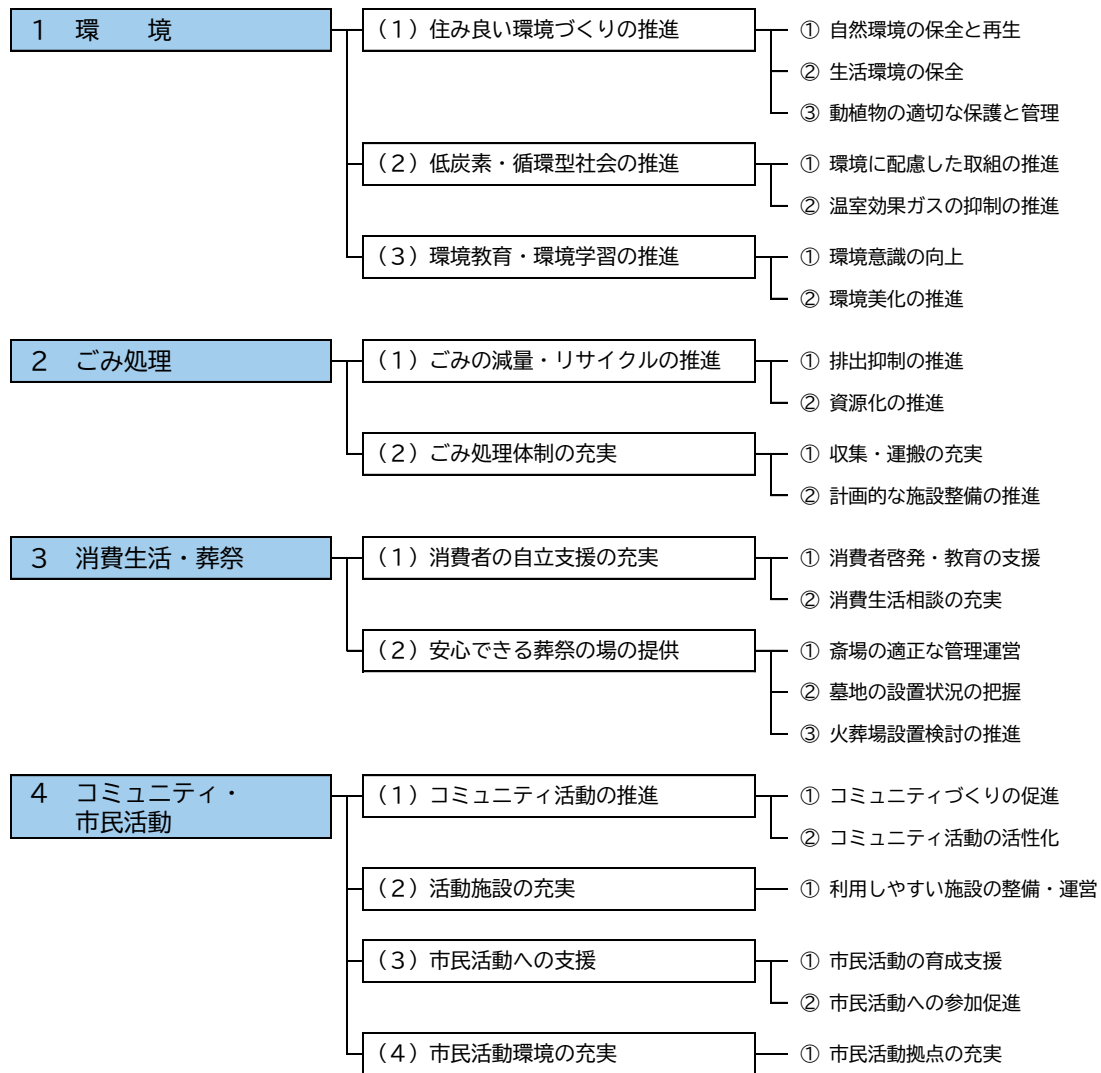 1 環　境
（1）住み良い環境づくりの推進
① 自然環境の保全と再生
② 生活環境の保全
③ 動植物の適切な保護と管理
（2）低炭素・循環型社会の推進
① 環境に配慮した取組の推進
② 温室効果ガスの抑制の推進
（3）環境教育・環境学習の推進
① 環境意識の向上
② 環境美化の推進
2 ごみ処理
（1）ごみの減量・リサイクルの推進
① 排出抑制の推進
② 資源化の推進
（2）ごみ処理体制の充実
① 収集・運搬の充実
② 計画的な施設整備の推進
3 消費生活・葬祭
（1）消費者の自立支援の充実
① 消費者啓発・教育の支援
② 消費生活相談の充実
（2）安心できる葬祭の場の提供
① 斎場の適正な管理運営
② 墓地の設置状況の把握
③ 火葬場設置検討の推進
4 コミュニティ・
市民活動
（1）コミュニティ活動の推進
① コミュニティづくりの促進
② コミュニティ活動の活性化
（2）活動施設の充実
① 利用しやすい施設の整備・運営
（3）市民活動への支援
① 市民活動の育成支援
② 市民活動への参加促進
（4）市民活動環境の充実
① 市民活動拠点の充実